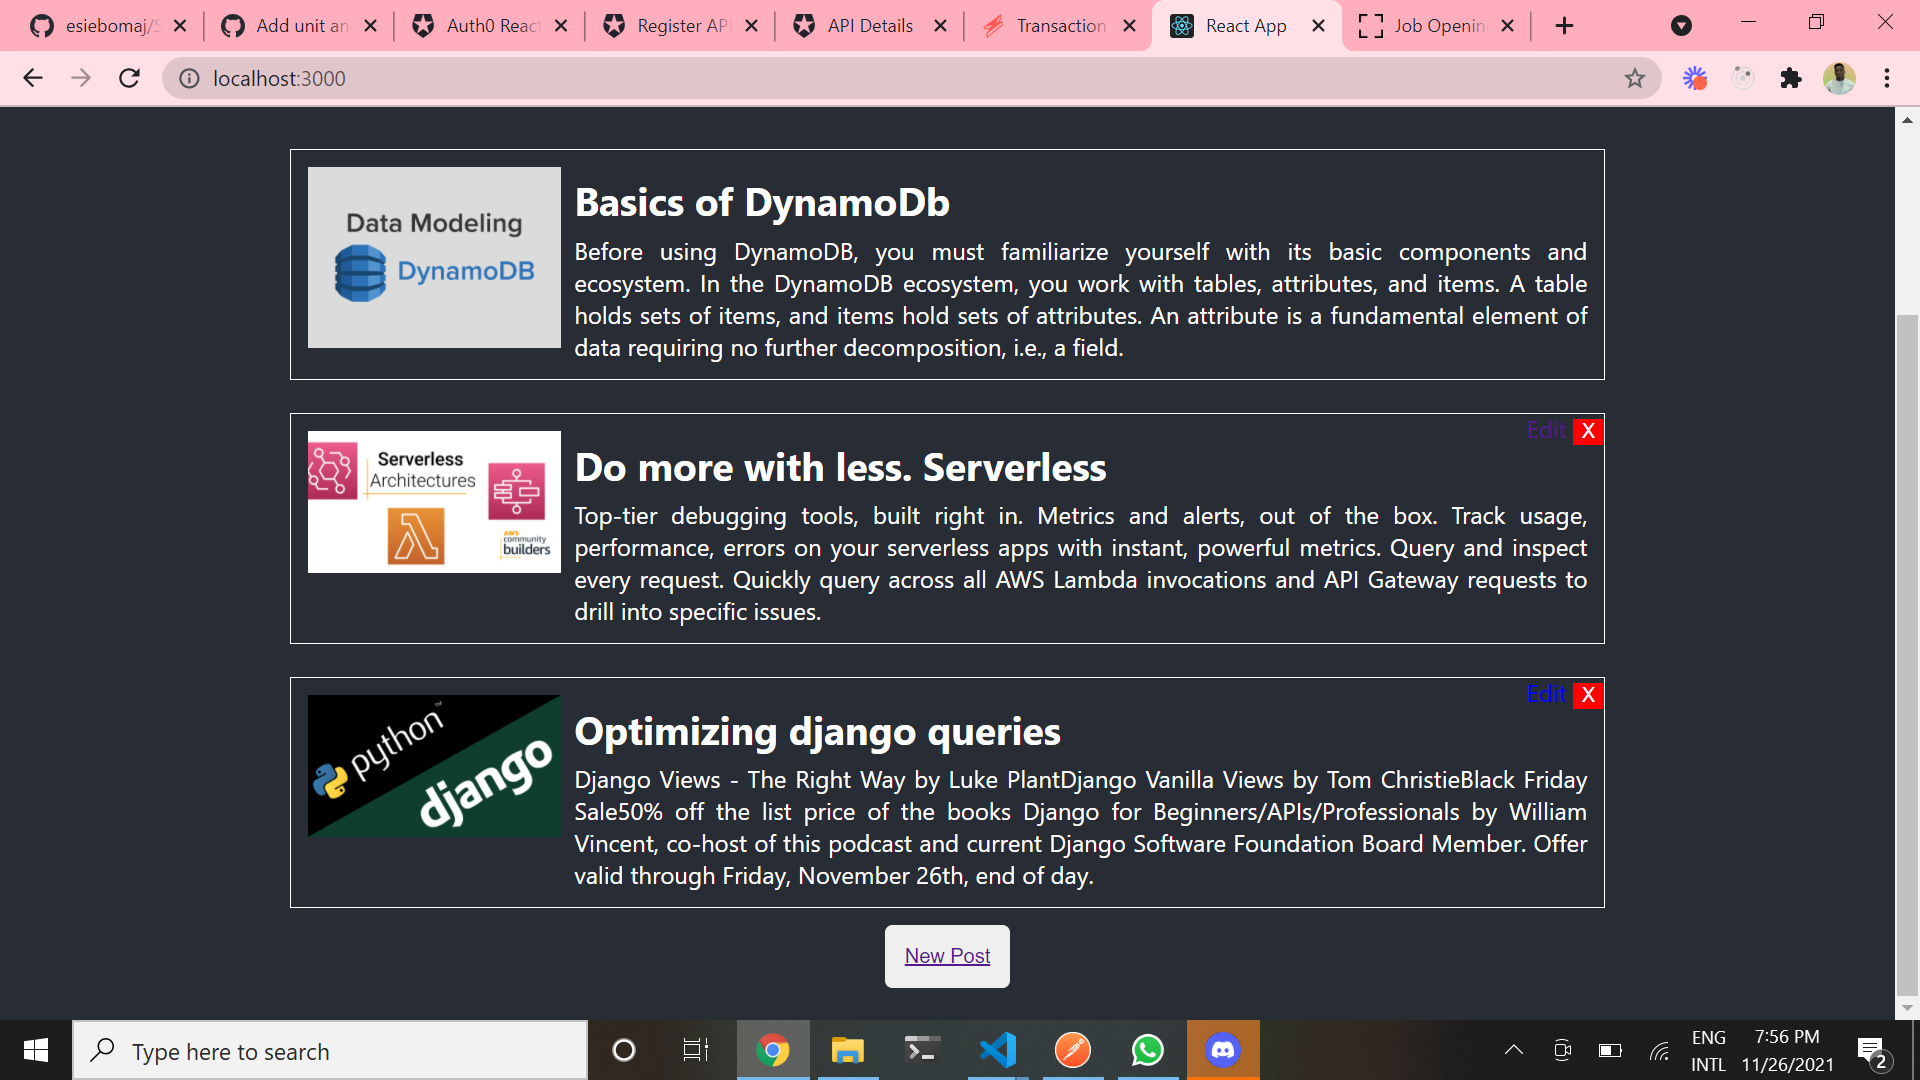 esiebomaj/S
Add unit an
Auth0 React
Register API
API Details
Transaction
React App
Job Opening
localhost:3000
Data Modeling
DynamoDB
Basics of DynamoDb
Before using DynamoDB, you must familiarize yourself with its basic components and
ecosystem. In the DynamoDB ecosystem, you work with tables, attributes, and items. A table
holds sets of items, and items hold sets of attributes. An attribute is a fundamental element of
data requiring no further decomposition, i.e., a field.
Edit X
Serverless
Architectures
AWS
community
builders
Do more with less. Serverless
Top-tier debugging tools, built right in. Metrics and alerts, out of the box. Track usage,
performance, errors on your serverless apps with instant, powerful metrics. Query and inspect
every request. Quickly query across all AWS Lambda invocations and API Gateway requests to
drill into specific issues.
Edit X
python™
django
Optimizing django queries
Django Views - The Right Way by Luke PlantDjango Vanilla Views by Tom ChristieBlack Friday
Sale50% off the list price of the books Django for Beginners/APIs/Professionals by William
Vincent, co-host of this podcast and current Django Software Foundation Board Member. Offer
valid through Friday, November 26th, end of day.
New Post
Type here to search
ENG
INTL
7:56 PM
11/26/2021
2